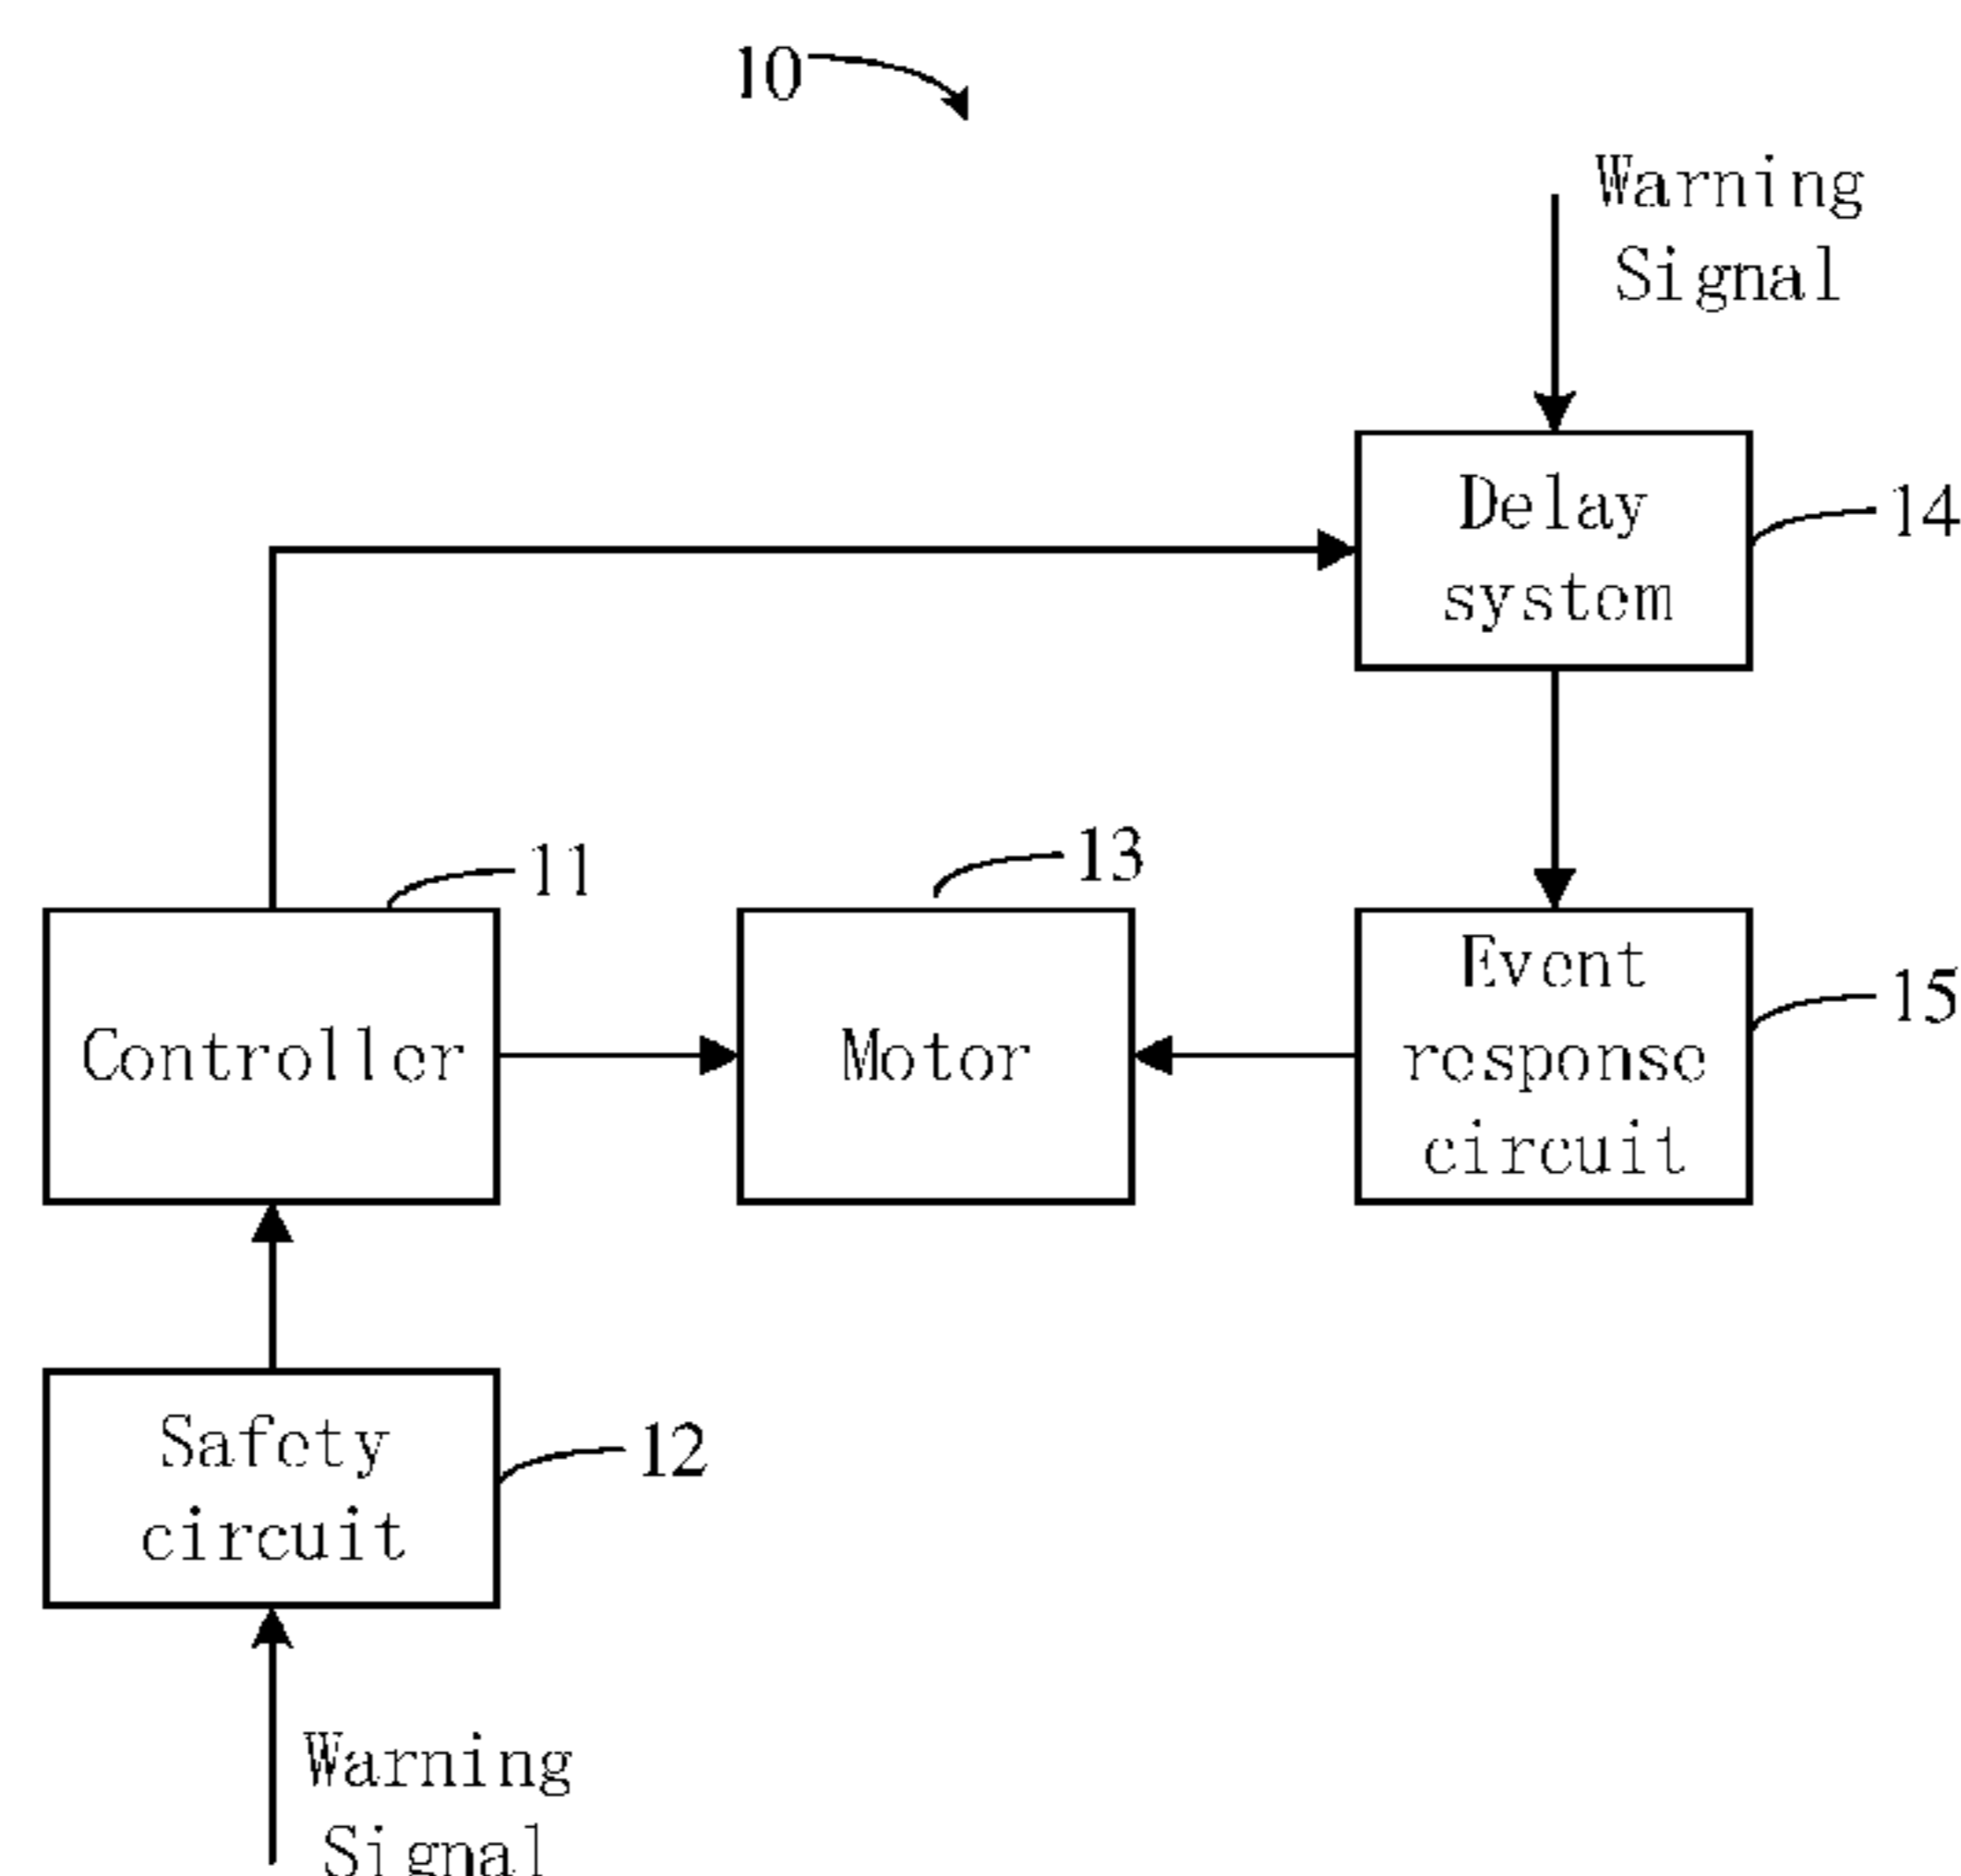 10
Warning
Signal
Delay
system
14
11
13
Controller
Motor
Event
response
circuit
15
Safety
circuit
12
Warning
Signal